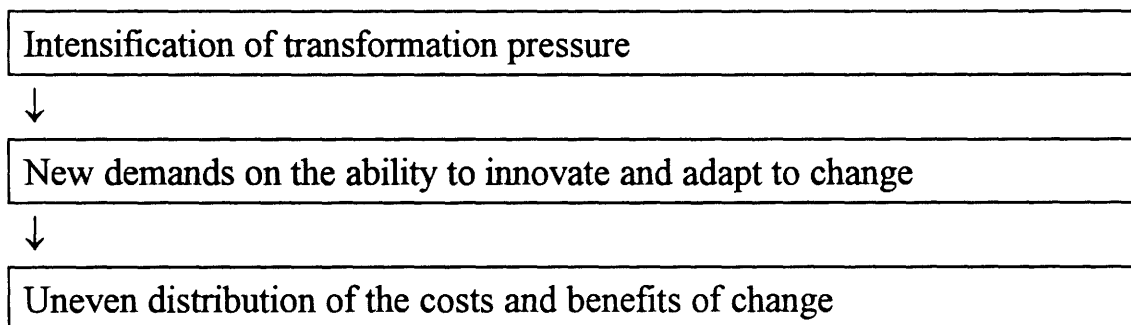 Intensification of transformation pressure
↓
New demands on the ability to innovate and adapt to change
↓
Uneven distribution of the costs and benefits of change